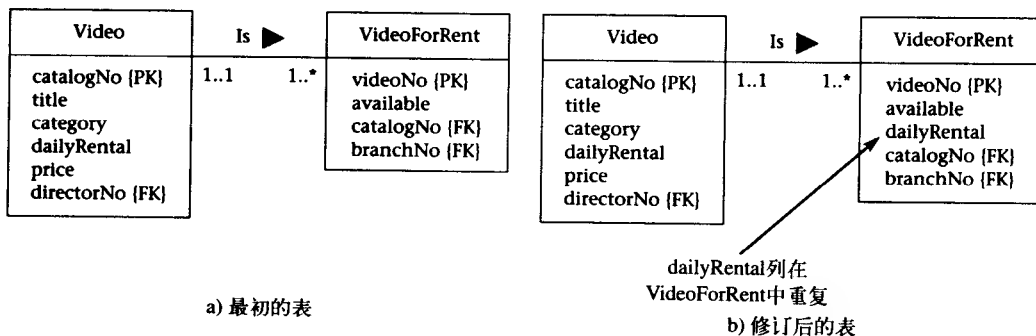 Video
Is
VideoForRent
catalogNo {PK}
title
category
dailyRental
price
directorNo {FK}
1..1
1..*
videoNo {PK}
available
catalogNo {FK}
branchNo {FK}
a) 最初的表
Video
Is
VideoForRent
catalogNo {PK}
title
category
dailyRental
price
directorNo {FK}
1..1
1..*
videoNo {PK}
available
dailyRental
catalogNo {FK}
branchNo {FK}
dailyRental列在
VideoForRent中重复
b) 修订后的表